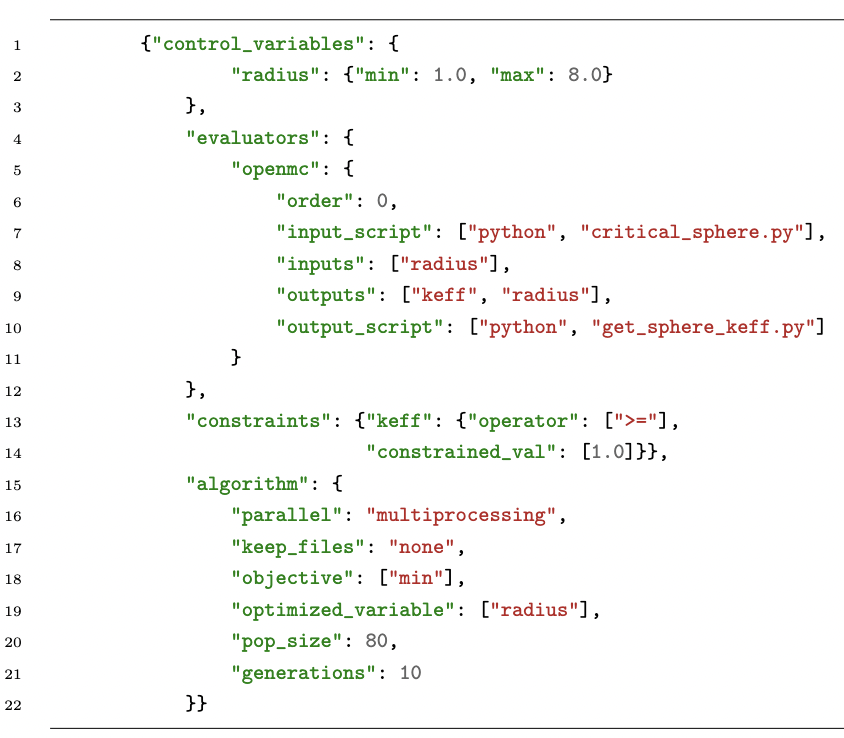 1 {"control_variables": {
2 "radius": {"min": 1.0, "max": 8.0}
3 },
4 "evaluators": {
5 "openmc": {
6 "order": 0,
7 "input_script": ["python", "critical_sphere.py"],
8 "inputs": ["radius"],
9 "outputs": ["keff", "radius"],
10 "output_script": ["python", "get_sphere_keff.py"]
11 }
12 },
13 "constraints": {"keff": {"operator": [">="],
14 "constrained_val": [1.0]}},
15 "algorithm": {
16 "parallel": "multiprocessing",
17 "keep_files": "none",
18 "objective": ["min"],
19 "optimized_variable": ["radius"],
20 "pop_size": 80,
21 "generations": 10
22 }}